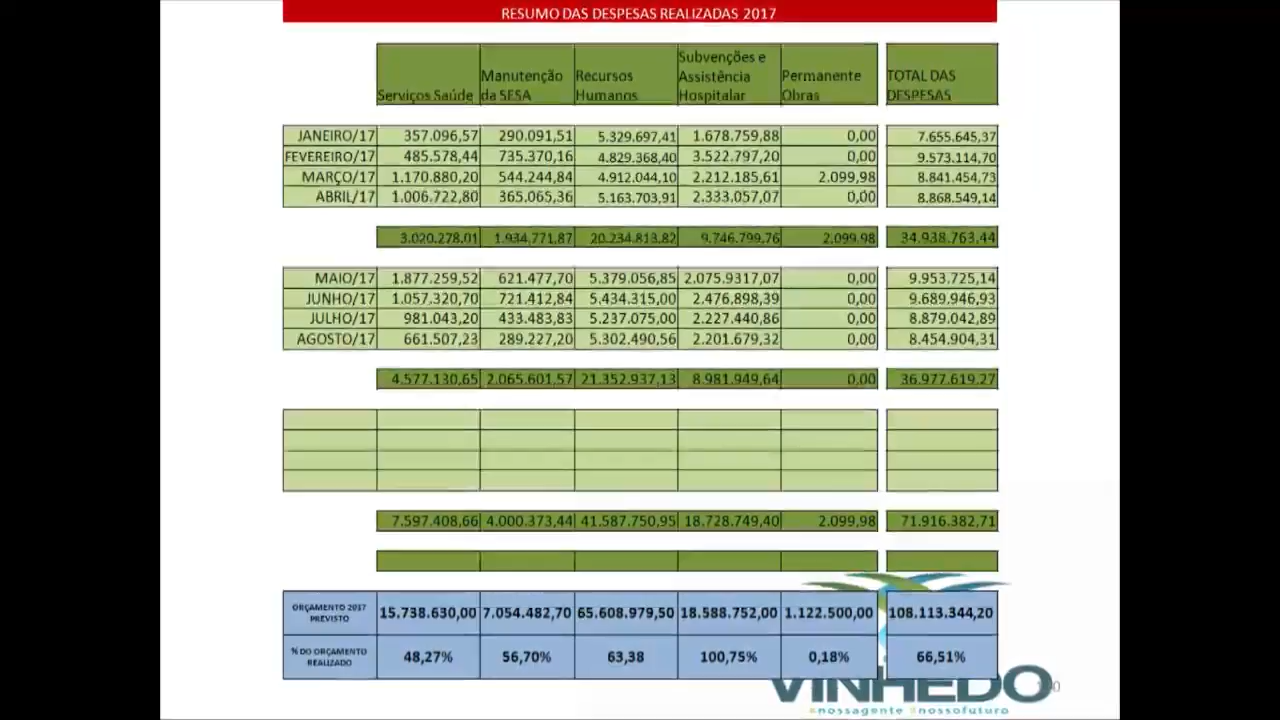 RESUMO DAS DESPESAS REALIZADAS 2017
Serviços Saúde Manutenção da SESA Recursos Humanos Subvenções e Assistência Hospitalar Permanente Obras TOTAL DAS DESPESAS
JANEIRO/17 357.096,57 290.091,51 5.329.697,41 1.678.759,88 0,00 7.655.645,37
FEVEREIRO/17 485.578,44 735.370,16 4.829.368,40 3.522.797,20 0,00 9.573.114,70
MARÇO/17 1.170.880,20 544.244,84 4.912.044,10 2.212.185,61 2.099,98 8.841.454,73
ABRIL/17 1.006.722,80 365.065,36 5.163.703,91 2.333.057,07 0,00 8.868.549,14
3.020.278,01 1.934.771,87 20.234.813,82 9.746.799,76 2.099,98 34.938.763,44
MAIO/17 1.877.259,52 621.477,70 5.379.056,85 2.075.9317,07 0,00 9.953.725,14
JUNHO/17 1.057.320,70 721.412,84 5.434.315,00 2.476.898,39 0,00 9.689.946,93
JULHO/17 981.043,20 433.483,83 5.237.075,00 2.227.440,86 0,00 8.879.042,89
AGOSTO/17 661.507,23 289.227,20 5.302.490,56 2.201.679,32 0,00 8.454.904,31
4.577.130,65 2.065.601,57 21.352.937,13 8.981.949,64 0,00 36.977.619,27
7.597.408,66 4.000.373,44 41.587.750,95 18.728.749,40 2.099,98 71.916.382,71
ORÇAMENTO 2017 PREVISTO 15.738.630,00 7.054.482,70 65.608.979,50 18.588.752,00 1.122.500,00 108.113.344,20
% DO ORÇAMENTO REALIZADO 48,27% 56,70% 63,38 100,75% 0,18% 66,51%
VINHEDO
#nossagente #nossofuturo